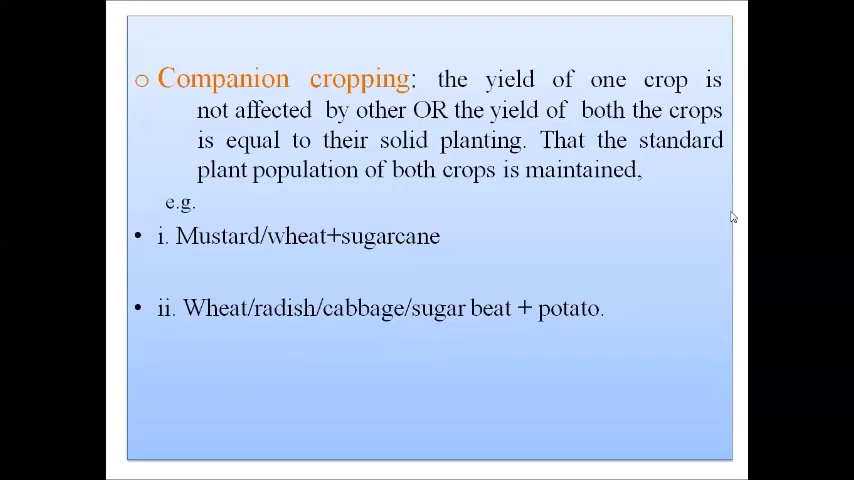 o Companion cropping: the yield of one crop is
not affected by other OR the yield of both the crops
is equal to their solid planting. That the standard
plant population of both crops is maintained,
e.g.
• i. Mustard/wheat+sugarcane
• ii. Wheat/radish/cabbage/sugar beat + potato.